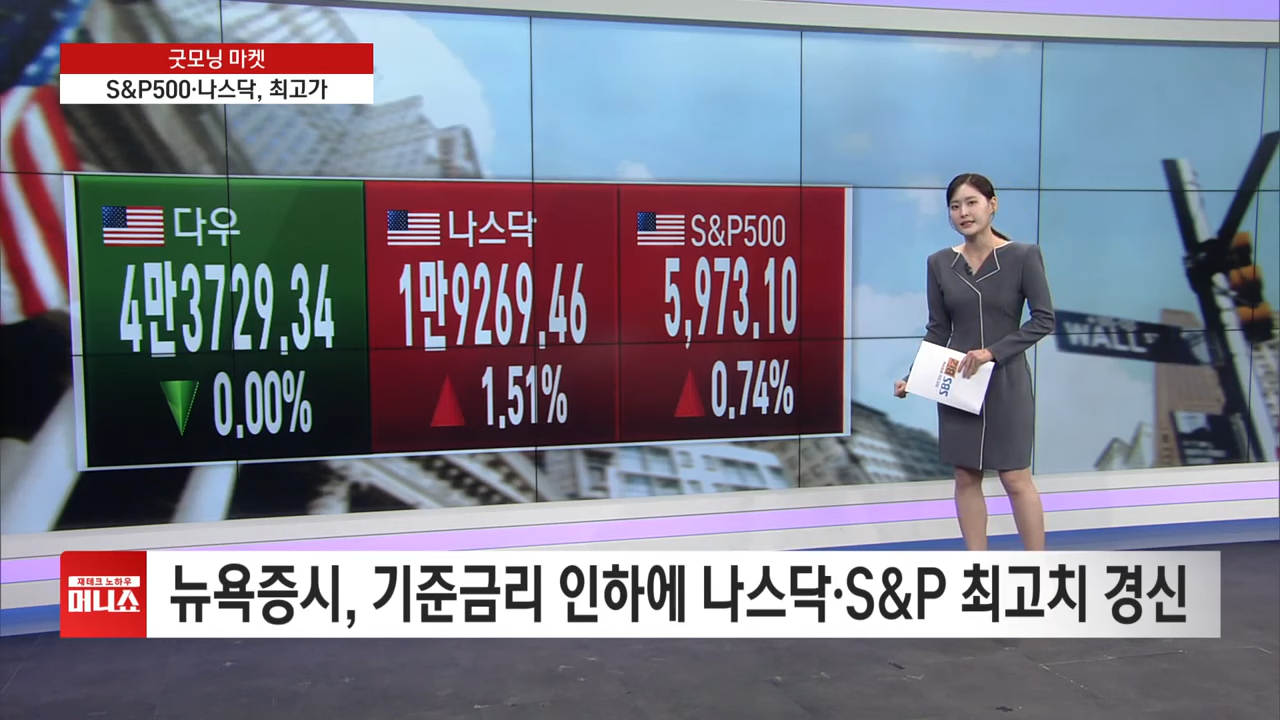 굿모닝 마켓
S&P500·나스닥, 최고가
다우
4만3729.34
0.00%
나스닥
1만9269.46
1.51%
S&P500
5,973.10
0.74%
WALL
SBS Biz
재테크 노하우
머니쇼
뉴욕증시, 기준금리 인하에 나스닥·S&P 최고치 경신